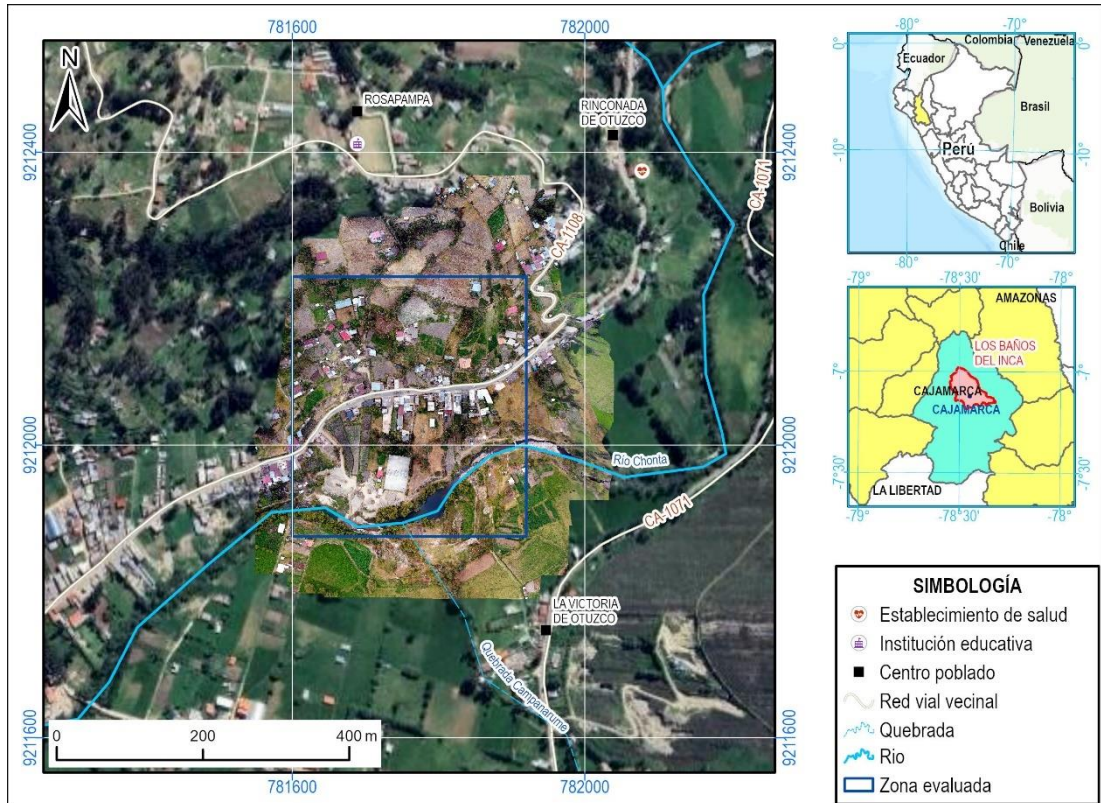 781600
782000
N
ROSAPAMPA
RINCONADA
DE OTUZCO
9212400
9212400
CA-1108
CA-1071
9212000
9212000
Río Chonta
CA-1071
LA VICTORIA
DE OTUZCO
Quebrada Campanarume
9211600
9211600
0
200
400 m
781600
782000
-80°
-70°
Colombia
Venezuela
0°
0°
Ecuador
Brasil
Perú
-10°
-10°
Bolivia
Chile
-80°
-70°
-79°
-78°30
-78°
AMAZONAS
LOS BAÑOS
DEL INCA
-7°
-7°
CAJAMARCA
CAJAMARCA
-7°30
-7°30
LA LIBERTAD
-79°
-78°30
-78°
SIMBOLOGÍA
Establecimiento de salud
Institución educativa
Centro poblado
Red vial vecinal
Quebrada
Rio
Zona evaluada